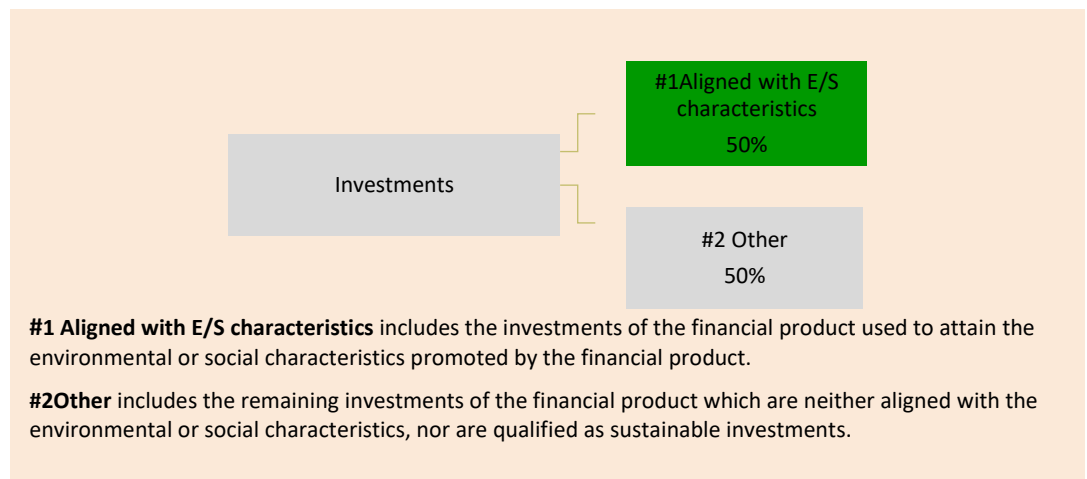 #1Aligned with E/S
characteristics
50%
Investments
#2 Other
50%
#1 Aligned with E/S characteristics includes the investments of the financial product used to attain the
environmental or social characteristics promoted by the financial product.
#2Other includes the remaining investments of the financial product which are neither aligned with the
environmental or social characteristics, nor are qualified as sustainable investments.